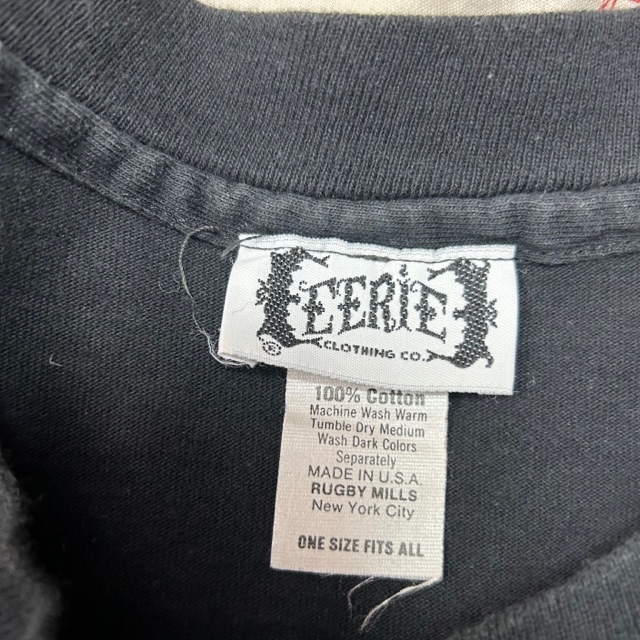 EERIE
CLOTHING CO.
®
100% Cotton
Machine Wash Warm
Tumble Dry Medium
Wash Dark Colors
Separately
MADE IN U.S.A.
RUGBY MILLS
New York City
ONE SIZE FITS ALL